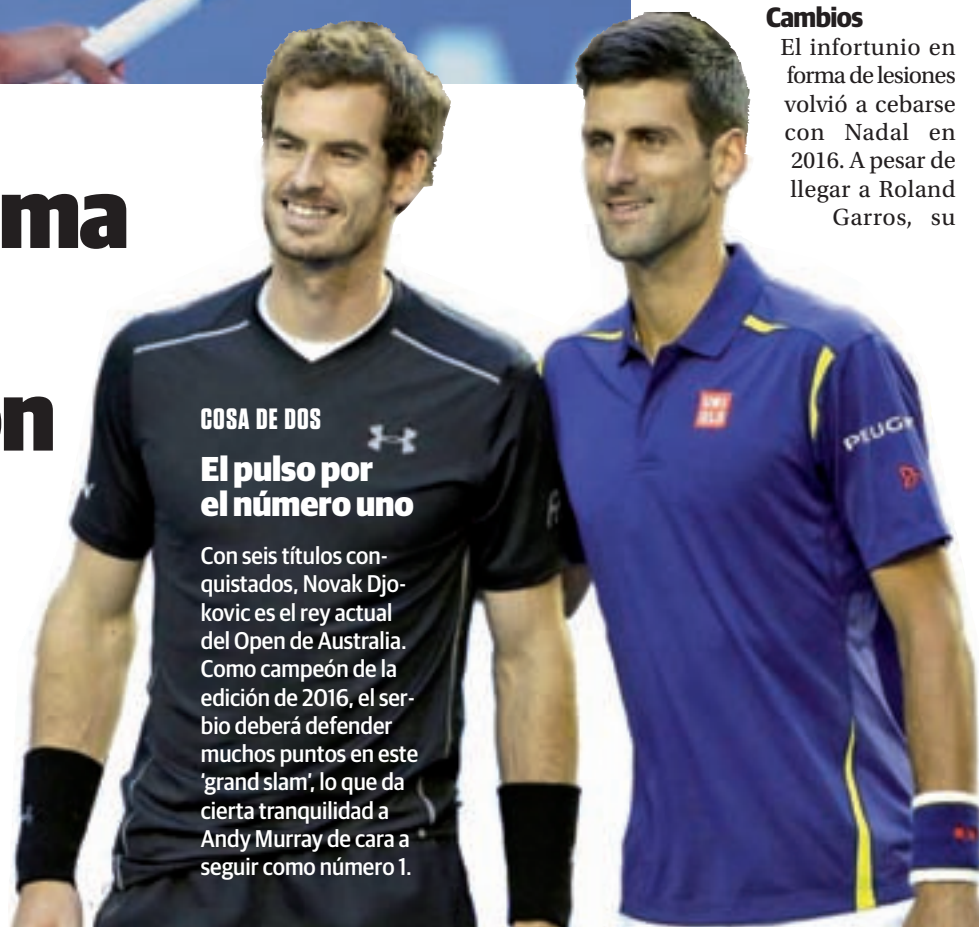 Cambios
El infortunio en
forma de lesiones
volvió a cebarse
con Nadal en
2016. A pesar de
llegar a Roland
Garros, su
ma
ón
COSA DE DOS
El pulso por
el número uno
Con seis títulos con-
quistados, Novak Djo-
kovic es el rey actual
del Open de Australia.
Como campeón de la
edición de 2016, el ser-
bio deberá defender
muchos puntos en este
‘grand slam’, lo que da
cierta tranquilidad a
Andy Murray de cara a
seguir como número 1.
UNI
QLO
PEUGE